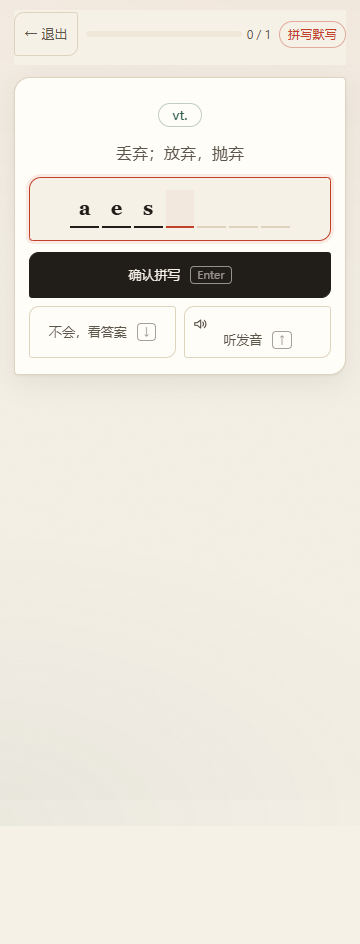 ← 退出 0 / 1 拼写默写
vt.
丢弃；放弃，抛弃
a e s
确认拼写 Enter
不会，看答案 ↓ 听发音 ↑